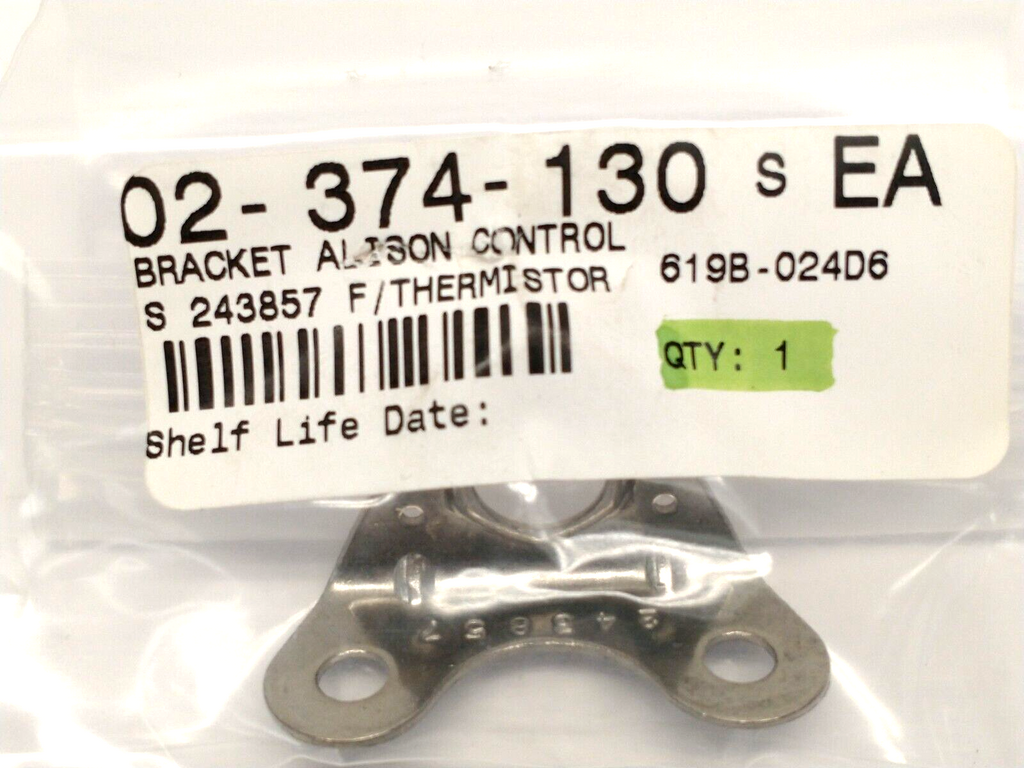 02-374-130 S EA
BRACKET ALISON CONTROL
S 243857 F/THERMISTOR
619B-024D6
QTY: 1
Shelf Life Date:
243857